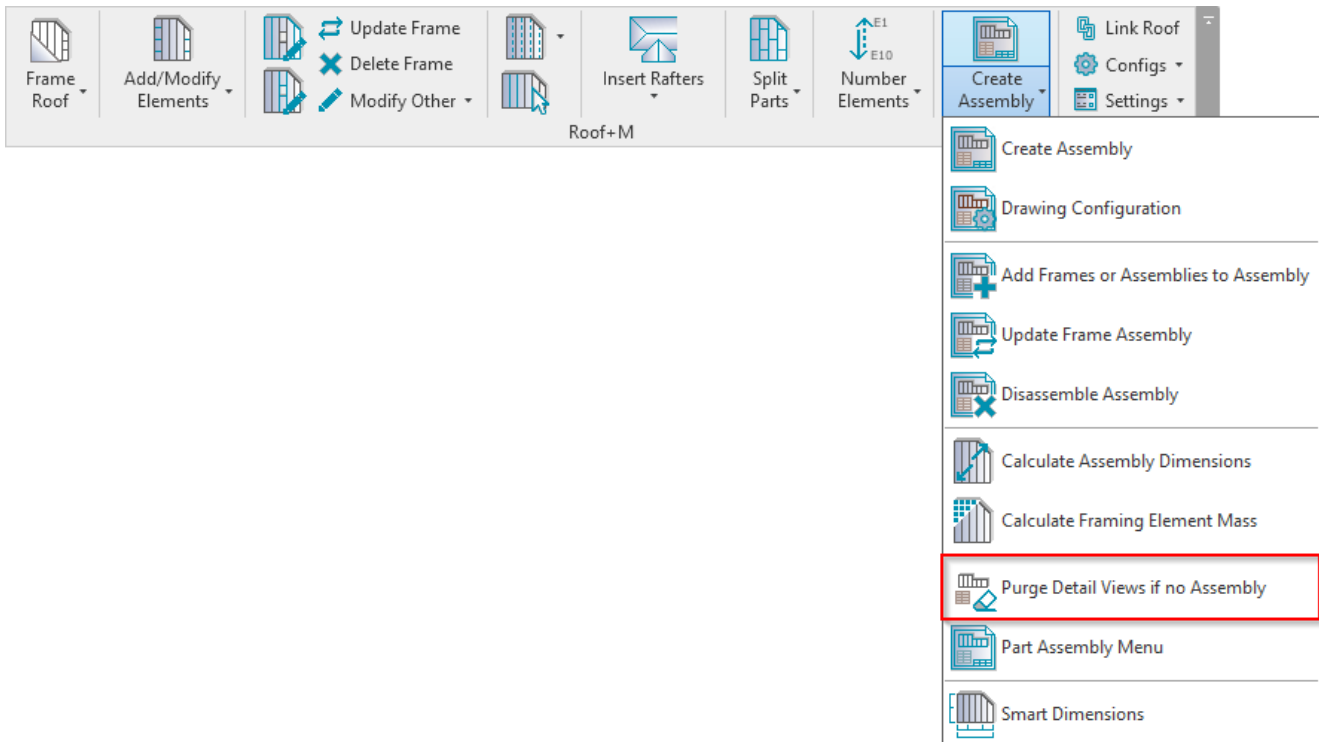 Frame
Roof
Add/Modify
Elements
Update Frame
Delete Frame
Modify Other
Insert Rafters
Split
Parts
E1
E10
Number
Elements
Create
Assembly
Link Roof
Configs
Settings
Roof+M
Create Assembly
Drawing Configuration
Add Frames or Assemblies to Assembly
Update Frame Assembly
Disassemble Assembly
Calculate Assembly Dimensions
Calculate Framing Element Mass
Purge Detail Views if no Assembly
Part Assembly Menu
Smart Dimensions